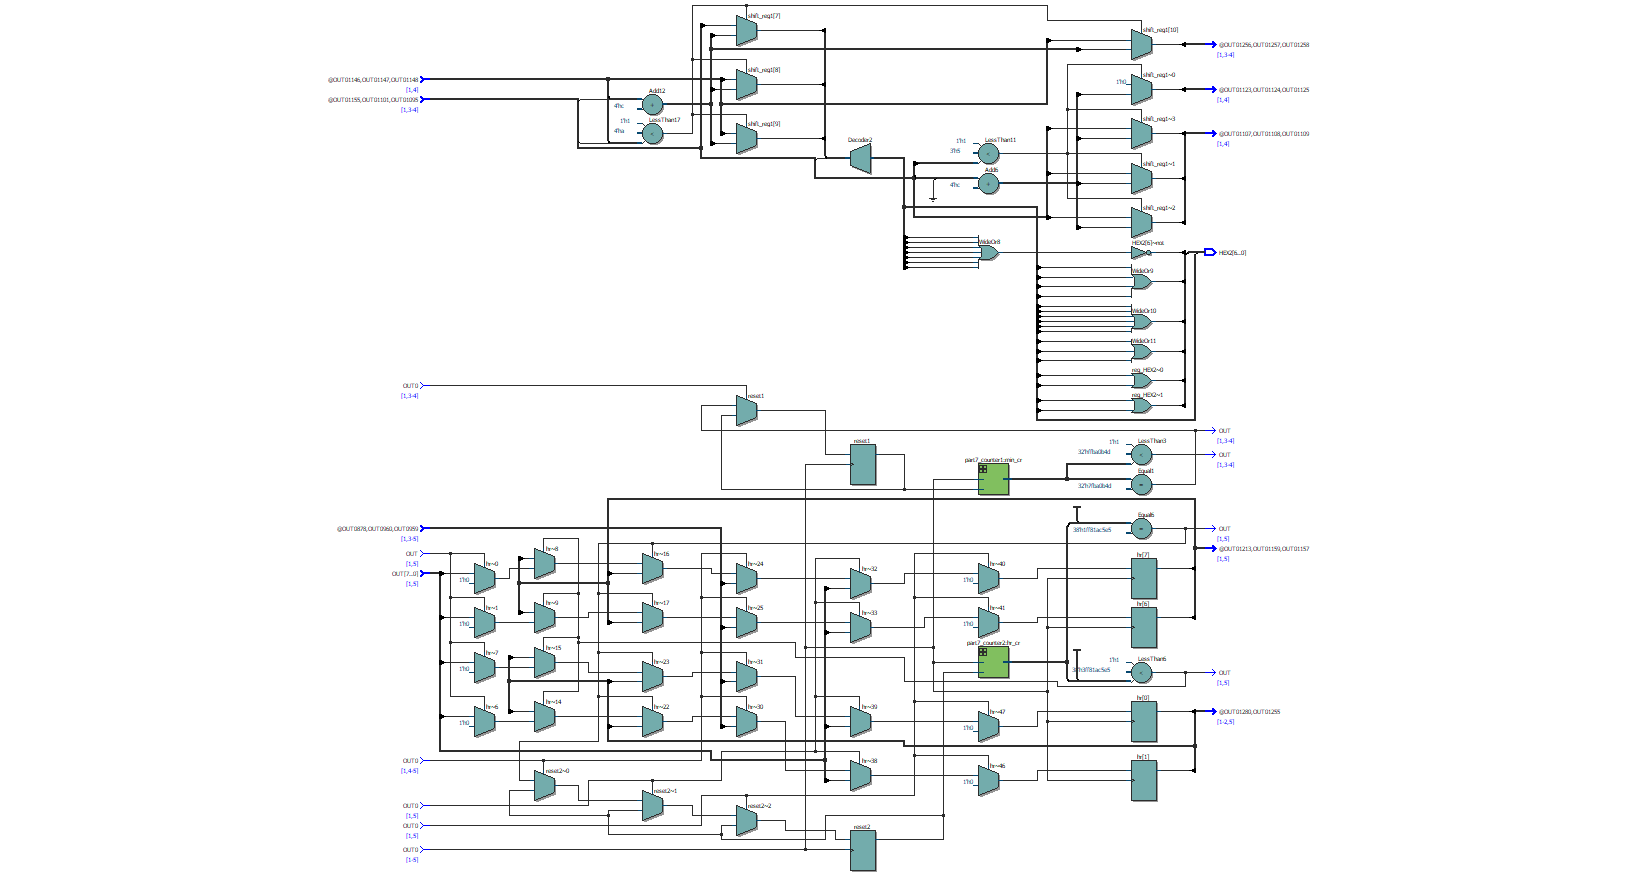 shift_reg1[7]
shift_reg1[10]
@OUT01256,OUT01257,OUT01258
[1,3-4]
shift_reg1[8]
shift_reg1~0
@OUT01146,OUT01147,OUT01148
[1,4]
1'h0
Add12
@OUT01123,OUT01124,OUT01125
[1,4]
@OUT01155,OUT01101,OUT01095
[1,3-4]
4'hc
+
1'h1
LessThan17
4'ha
<
shift_reg1[9]
shift_reg1~3
@OUT01107,OUT01108,OUT01109
[1,4]
Decoder2
1'h1
LessThan11
3'h5
<
shift_reg1~1
Add6
4'hc
+
shift_reg1~2
WideOr8
HEX2[6]~not
HEX2[6...0]
WideOr9
WideOr10
WideOr11
reg_HEX2~0
reg_HEX2~1
OUT0
[1,3-4]
reset1
OUT
[1,3-4]
reset1
1'h1
LessThan3
32'hffba0b4d
<
OUT
[1,3-4]
part7_counter1:min_cr
Equal1
32'h7fba0b4d
=
@OUT0878,OUT0960,OUT0959
[1,3-5]
Equal6
38'h1ff81ac5e5
=
OUT
[1,5]
OUT
[1,5]
@OUT01213,OUT01159,OUT01157
[1,5]
OUT[7...0]
[1,5]
hr~0
hr~8
hr~16
hr~24
hr~32
hr~40
hr[7]
1'h0
1'h0
hr~1
hr~9
hr~17
hr~25
hr~33
hr~41
hr[6]
1'h0
1'h0
hr~7
hr~15
hr~23
hr~31
part7_counter2:hr_cr
1'h0
1'h1
LessThan6
38'h3ff81ac5e5
<
OUT
[1,5]
hr~6
hr~14
hr~22
hr~30
hr~39
hr~47
hr[0]
1'h0
1'h0
@OUT01280,OUT01255
[1-2,5]
OUT0
[1,4-5]
reset2~0
hr~38
hr~46
hr[1]
1'h0
reset2~1
OUT0
[1,5]
reset2~2
OUT0
[1,5]
reset2
OUT0
[1-5]